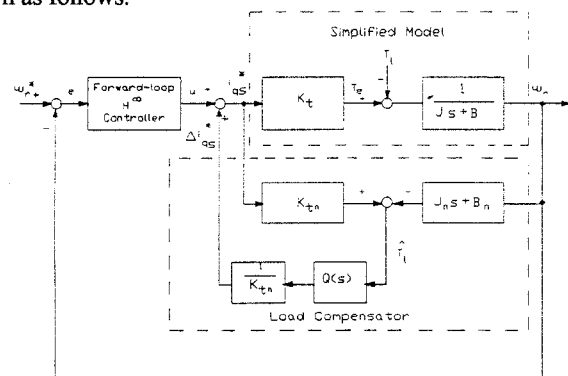 n as follows.
Simplified Model
ω_r* + e
Forward-loop
H^∞
Controller
u + i_qs*
K_t
T_e +
T_l
-
1
J s + B
ω_r
-
Δi_qs*
+
K_tn
+
-
J_n s + B_n
T̂_l
1
K_tn
Q(s)
Load Compensator